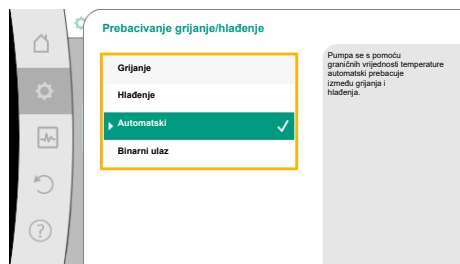 Prebacivanje grijanje/hlađenje
Grijanje
Hlađenje
Automatski
Binarni ulaz
Pumpa se s pomoću
graničnih vrijednosti temperature
automatski prebacuje
između grijanja i
hlađenja.
?